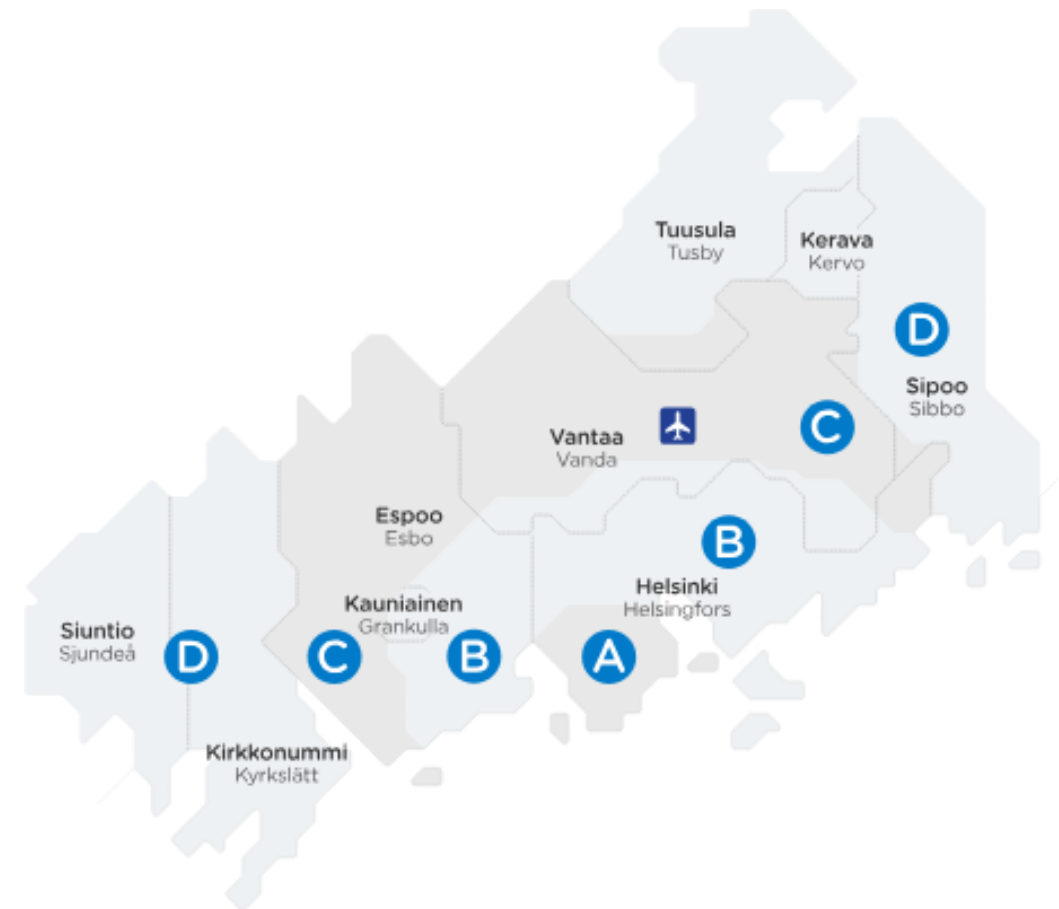 Tuusula
Tusby
Kerava
Kervo
D
Sipoo
Sibbo
C
Vantaa
Vanda
Espoo
Esbo
B
Helsinki
Helsingfors
Kauniainen
Grankulla
Siuntio
Sjundeå
D
C
B
A
Kirkkonummi
Kyrkslätt